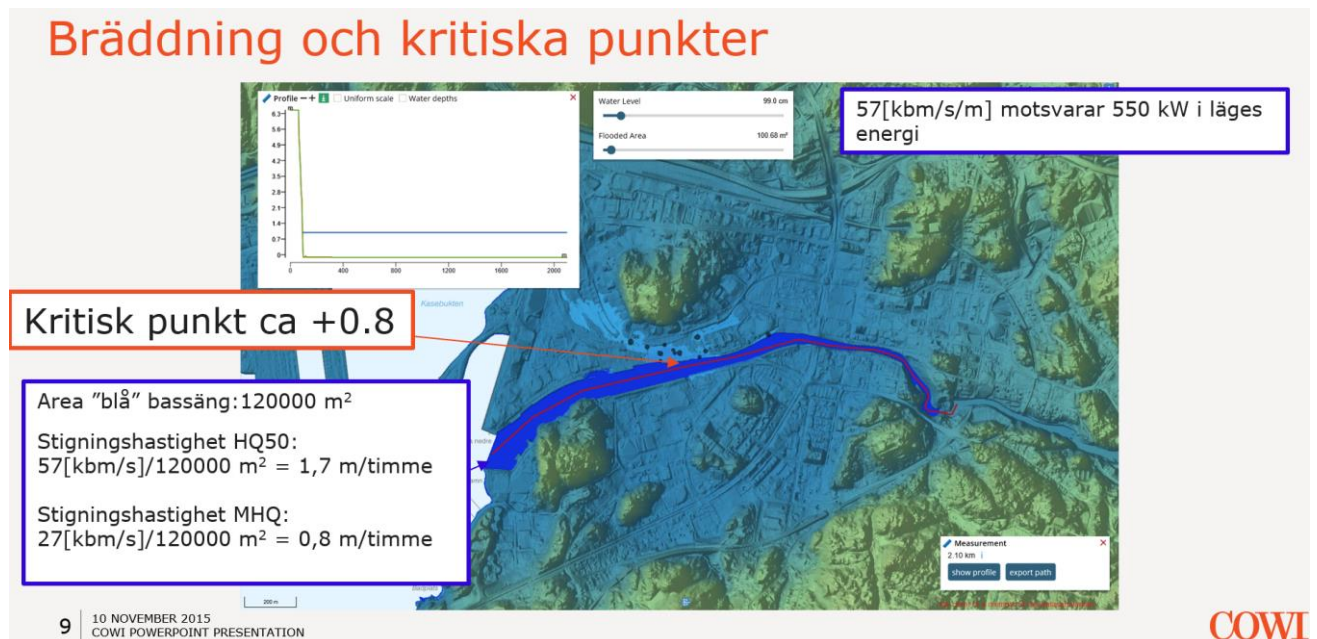 Bräddning och kritiska punkter
Profile − + i Uniform scale Water depths ×
m
6.3
5.6
4.9
4.2
3.5
2.8
2.1
1.4
0.7
0
0 400 800 1200 1600 2000
m
Water Level 99.0 cm
Flooded Area 100.68 m²
57[kbm/s/m] motsvarar 550 kW i läges
energi
Kasebukten
Kritisk punkt ca +0.8
Area ”blå” bassäng:120000 m²
Stigningshastighet HQ50:
57[kbm/s]/120000 m² = 1,7 m/timme
Stigningshastighet MHQ:
27[kbm/s]/120000 m² = 0,8 m/timme
nedre
Badplats
200 m
Measurement ×
2.10 km i
show profile export path
9 10 NOVEMBER 2015
COWI POWERPOINT PRESENTATION
COWI